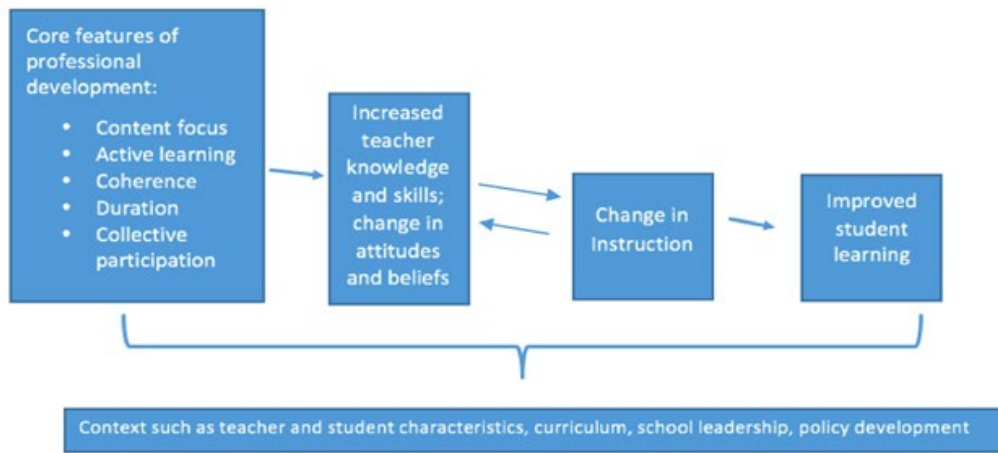 Core features of
professional
development:
• Content focus
• Active learning
• Coherence
• Duration
• Collective
participation
Increased
teacher
knowledge
and skills;
change in
attitudes
and beliefs
Change in
Instruction
Improved
student
learning
Context such as teacher and student characteristics, curriculum, school leadership, policy development